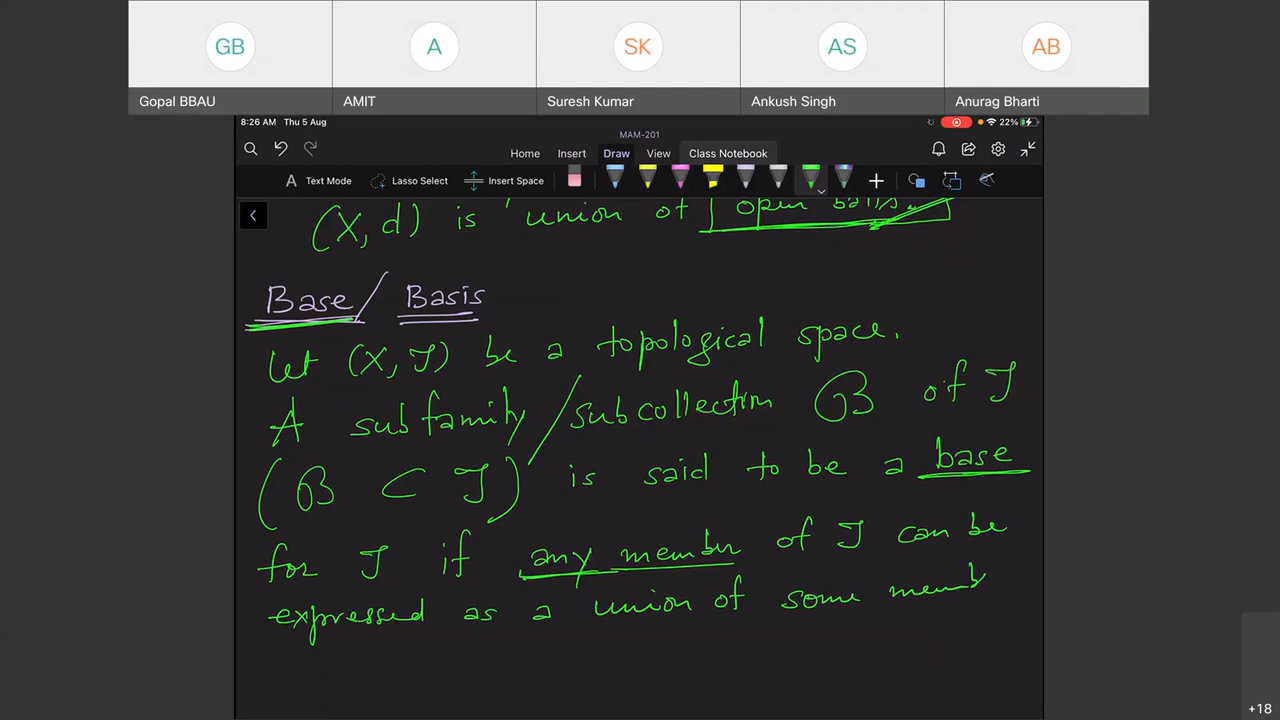 GB A SK AS AB
Gopal BBAU AMIT Suresh Kumar Ankush Singh Anurag Bharti
8:26 AM Thu 5 Aug 22%
MAM-201
Home Insert Draw View Class Notebook
A Text Mode Lasso Select Insert Space
(X, d) is union of open balls.
Base / Basis
Let (X, T) be a topological space.
A subfamily / subcollection B of T
(B ⊂ T) is said to be a base
for T if any member of T can be
expressed as a union of some memb
+18